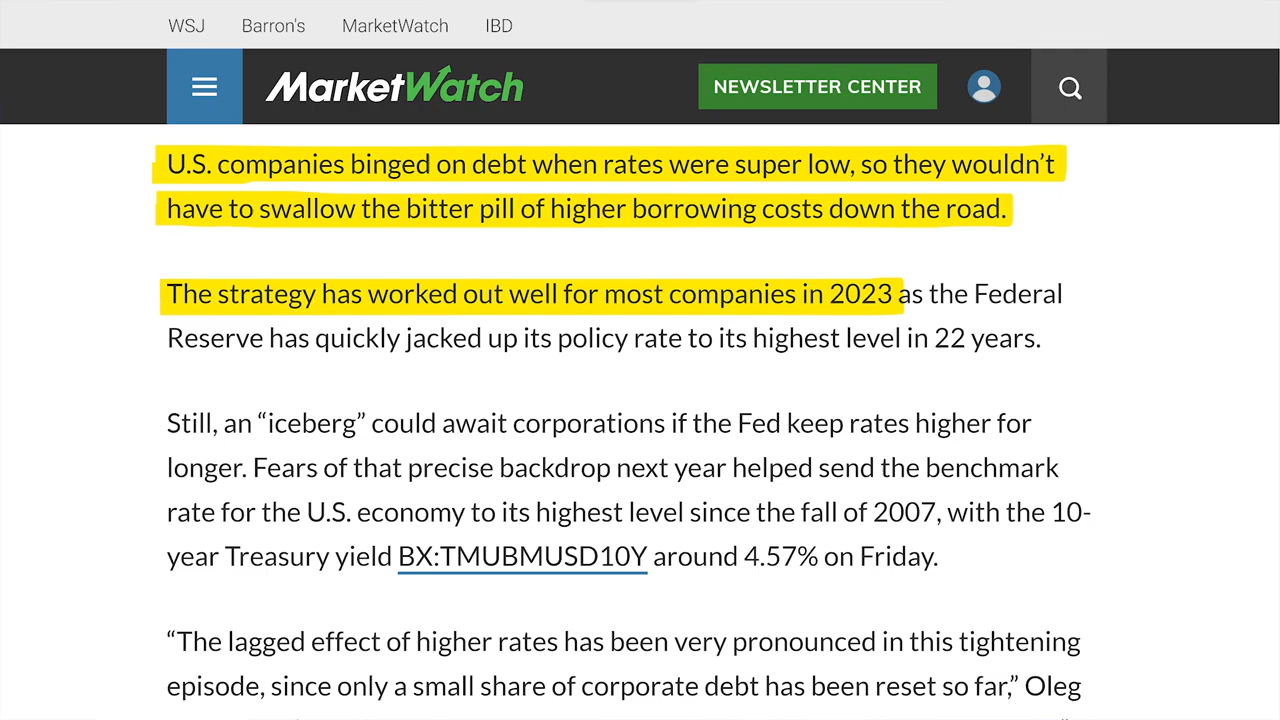 WSJ Barron's MarketWatch IBD
MarketWatch NEWSLETTER CENTER
U.S. companies binged on debt when rates were super low, so they wouldn’t
have to swallow the bitter pill of higher borrowing costs down the road.
The strategy has worked out well for most companies in 2023 as the Federal
Reserve has quickly jacked up its policy rate to its highest level in 22 years.
Still, an “iceberg” could await corporations if the Fed keep rates higher for
longer. Fears of that precise backdrop next year helped send the benchmark
rate for the U.S. economy to its highest level since the fall of 2007, with the 10-
year Treasury yield BX:TMUBMUSD10Y around 4.57% on Friday.
“The lagged effect of higher rates has been very pronounced in this tightening
episode, since only a small share of corporate debt has been reset so far,” Oleg